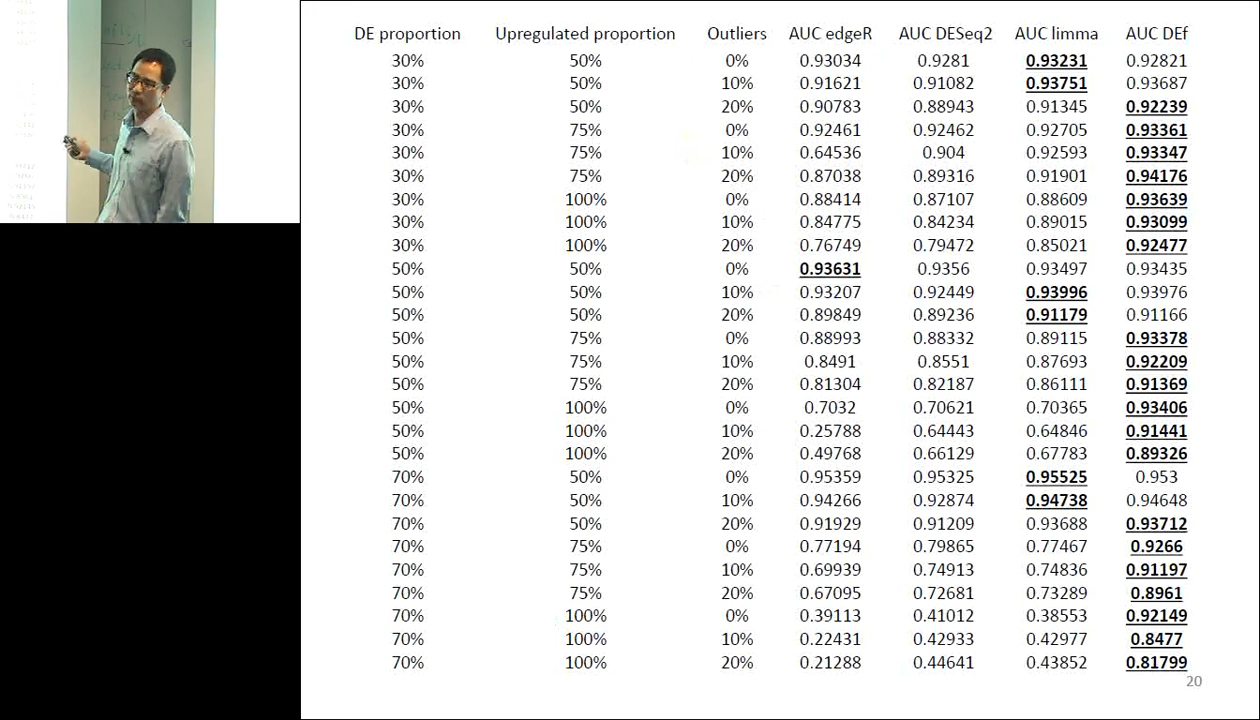 DE proportion Upregulated proportion Outliers AUC edgeR AUC DESeq2 AUC limma AUC DEf
30% 50% 0% 0.93034 0.9281 0.93231 0.92821
30% 50% 10% 0.91621 0.91082 0.93751 0.93687
30% 50% 20% 0.90783 0.88943 0.91345 0.92239
30% 75% 0% 0.92461 0.92462 0.92705 0.93361
30% 75% 10% 0.64536 0.904 0.92593 0.93347
30% 75% 20% 0.87038 0.89316 0.91901 0.94176
30% 100% 0% 0.88414 0.87107 0.88609 0.93639
30% 100% 10% 0.84775 0.84234 0.89015 0.93099
30% 100% 20% 0.76749 0.79472 0.85021 0.92477
50% 50% 0% 0.93631 0.9356 0.93497 0.93435
50% 50% 10% 0.93207 0.92449 0.93996 0.93976
50% 50% 20% 0.89849 0.89236 0.91179 0.91166
50% 75% 0% 0.88993 0.88332 0.89115 0.93378
50% 75% 10% 0.8491 0.8551 0.87693 0.92209
50% 75% 20% 0.81304 0.82187 0.86111 0.91369
50% 100% 0% 0.7032 0.70621 0.70365 0.93406
50% 100% 10% 0.25788 0.64443 0.64846 0.91441
50% 100% 20% 0.49768 0.66129 0.67783 0.89326
70% 50% 0% 0.95359 0.95325 0.95525 0.953
70% 50% 10% 0.94266 0.92874 0.94738 0.94648
70% 50% 20% 0.91929 0.91209 0.93688 0.93712
70% 75% 0% 0.77194 0.79865 0.77467 0.9266
70% 75% 10% 0.69939 0.74913 0.74836 0.91197
70% 75% 20% 0.67095 0.72681 0.73289 0.8961
70% 100% 0% 0.39113 0.41012 0.38553 0.92149
70% 100% 10% 0.22431 0.42933 0.42977 0.8477
70% 100% 20% 0.21288 0.44641 0.43852 0.81799
20